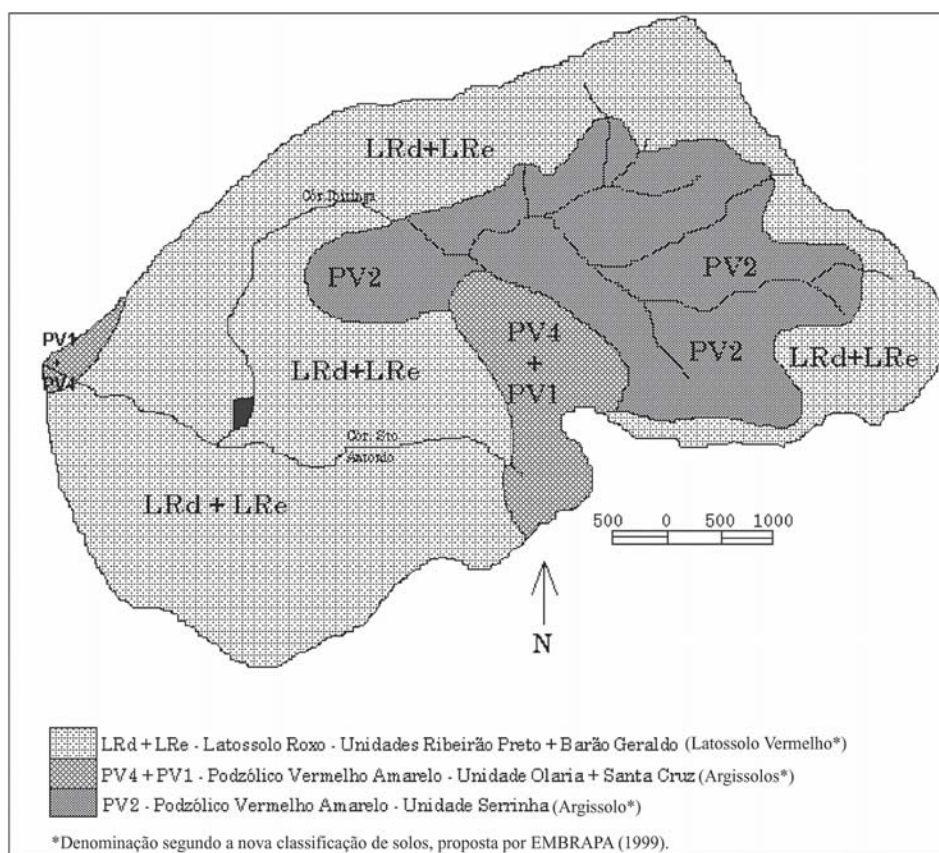 LRd+LRe
Cór. Ibitinga
PV2
PV2
PV1
+
PV4
PV4
+
PV1
LRd+LRe
PV2
LRd+LRe
Cór. Sto
Antonio
LRd + LRe
500 0 500 1000
N
LRd + LRe - Latossolo Roxo - Unidades Ribeirão Preto + Barão Geraldo (Latossolo Vermelho*)
PV4 + PV1 - Podzólico Vermelho Amarelo - Unidade Olaria + Santa Cruz (Argissolos*)
PV2 - Podzólico Vermelho Amarelo - Unidade Serrinha (Argissolo*)
*Denominação segundo a nova classificação de solos, proposta por EMBRAPA (1999).